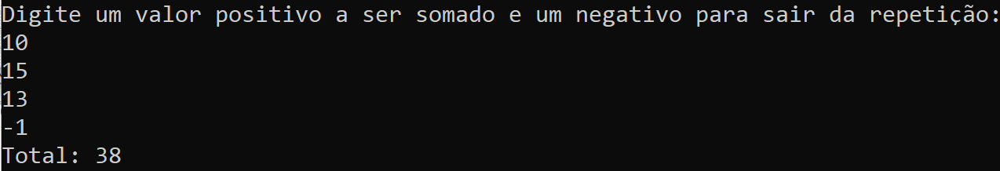 Digite um valor positivo a ser somado e um negativo para sair da repetição:
10
15
13
-1
Total: 38